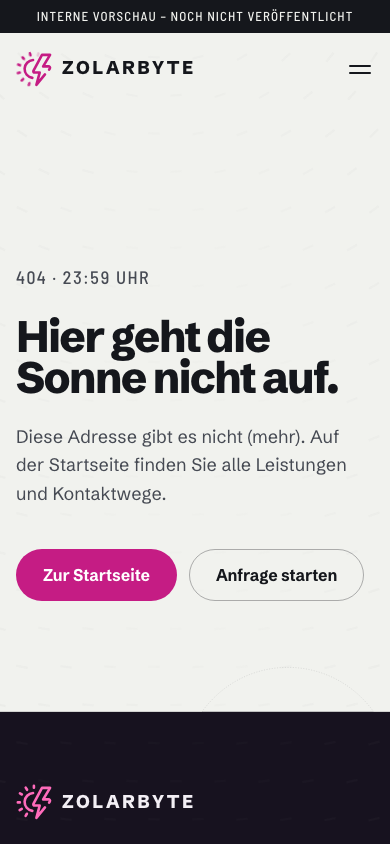 INTERNE VORSCHAU – NOCH NICHT VERÖFFENTLICHT
ZOLARBYTE
404 · 23:59 UHR
Hier geht die
Sonne nicht auf.
Diese Adresse gibt es nicht (mehr). Auf
der Startseite finden Sie alle Leistungen
und Kontaktwege.
Zur Startseite
Anfrage starten
ZOLARBYTE